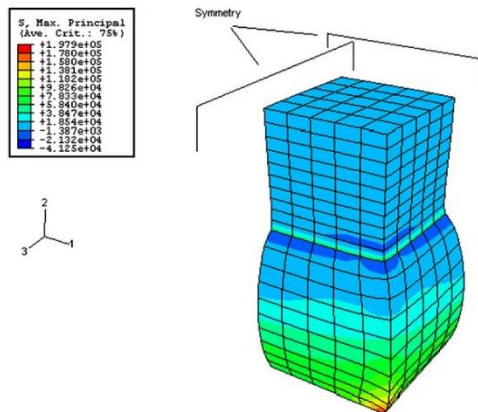 Symmetry
S, Max. Principal
(Ave. Crit.: 75%)
+1.979e+05
+1.780e+05
+1.580e+05
+1.381e+05
+1.182e+05
+9.826e+04
+7.833e+04
+5.840e+04
+3.847e+04
+1.854e+04
-1.387e+03
-2.132e+04
-4.125e+04
2
3
1